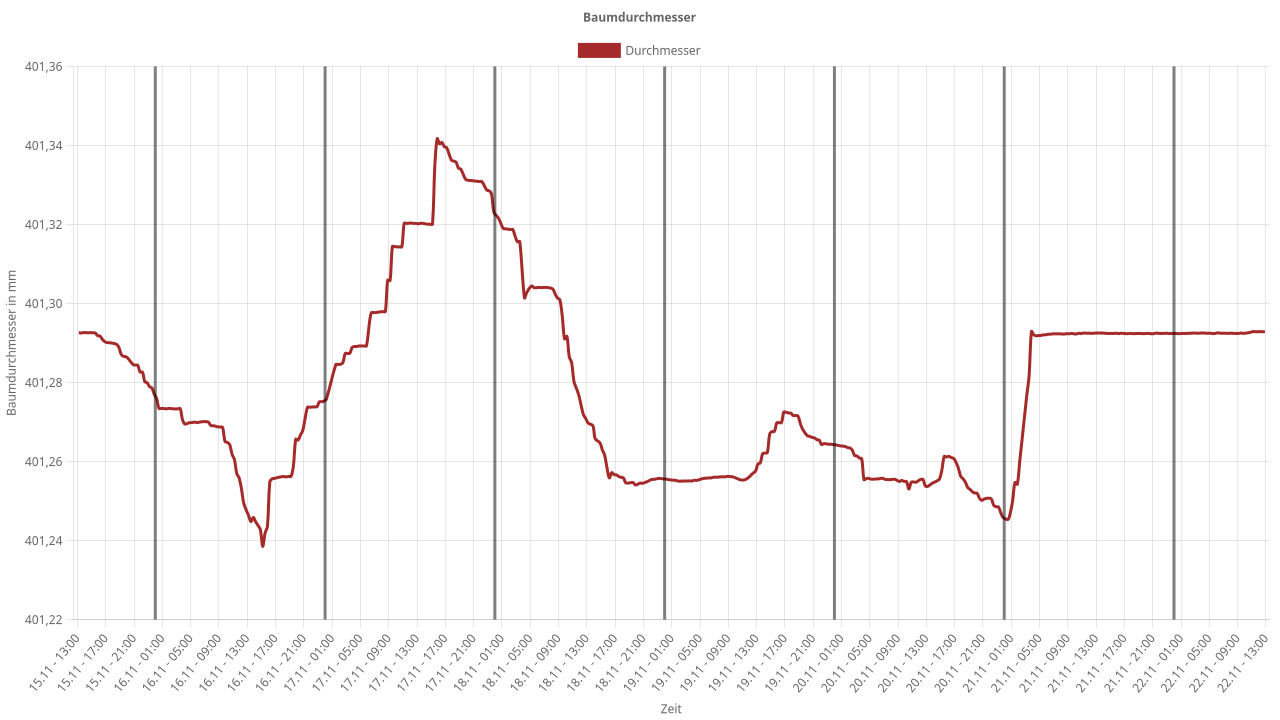 Baumdurchmesser
Durchmesser
401,36
401,34
401,32
401,30
401,28
401,26
401,24
401,22
Baumdurchmesser in mm
15.11 - 13:00
15.11 - 17:00
15.11 - 21:00
16.11 - 01:00
16.11 - 05:00
16.11 - 09:00
16.11 - 13:00
16.11 - 17:00
16.11 - 21:00
17.11 - 01:00
17.11 - 05:00
17.11 - 09:00
17.11 - 13:00
17.11 - 17:00
17.11 - 21:00
18.11 - 01:00
18.11 - 05:00
18.11 - 09:00
18.11 - 13:00
18.11 - 17:00
18.11 - 21:00
19.11 - 01:00
19.11 - 05:00
19.11 - 09:00
19.11 - 13:00
19.11 - 17:00
19.11 - 21:00
20.11 - 01:00
20.11 - 05:00
20.11 - 09:00
20.11 - 13:00
20.11 - 17:00
20.11 - 21:00
21.11 - 01:00
21.11 - 05:00
21.11 - 09:00
21.11 - 13:00
21.11 - 17:00
21.11 - 21:00
22.11 - 01:00
22.11 - 05:00
22.11 - 09:00
22.11 - 13:00
Zeit